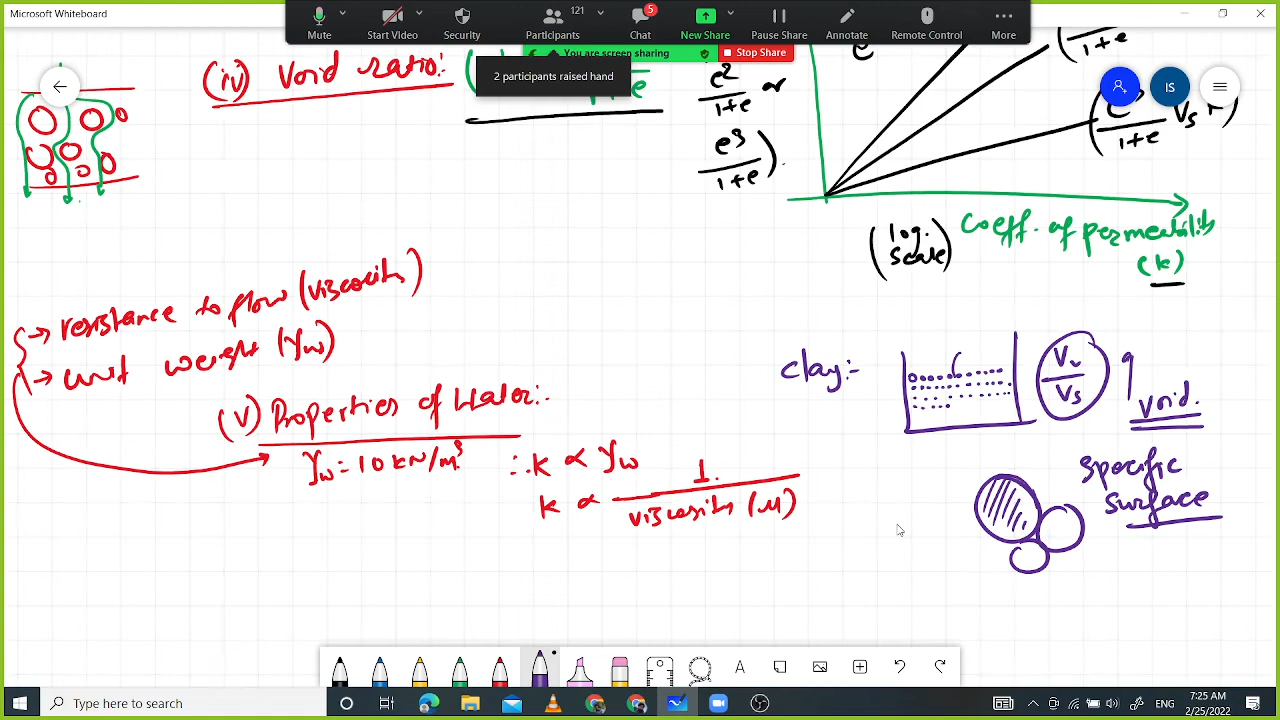 Microsoft Whiteboard
Mute
Start Video
Security
121
Participants
5
Chat
New Share
Pause Share
Annotate
Remote Control
More
You are screen sharing
Stop Share
2 participants raised hand
(iv) Void ratio:
e²/1+e or
e³/1+e).
e
1+e
1+e
(log. scale)
Coeff. of permeability
(k)
IS
→ resistance to flow (viscosity)
→ unit weight (γw)
(V) Properties of Water:-
γw = 10 kN/m³
∴ k ∝ γw
k ∝ 1/viscosity (μ)
clay:-
Vv/Vs
void.
specific
surface
Type here to search
ENG
7:25 AM
2/25/2022